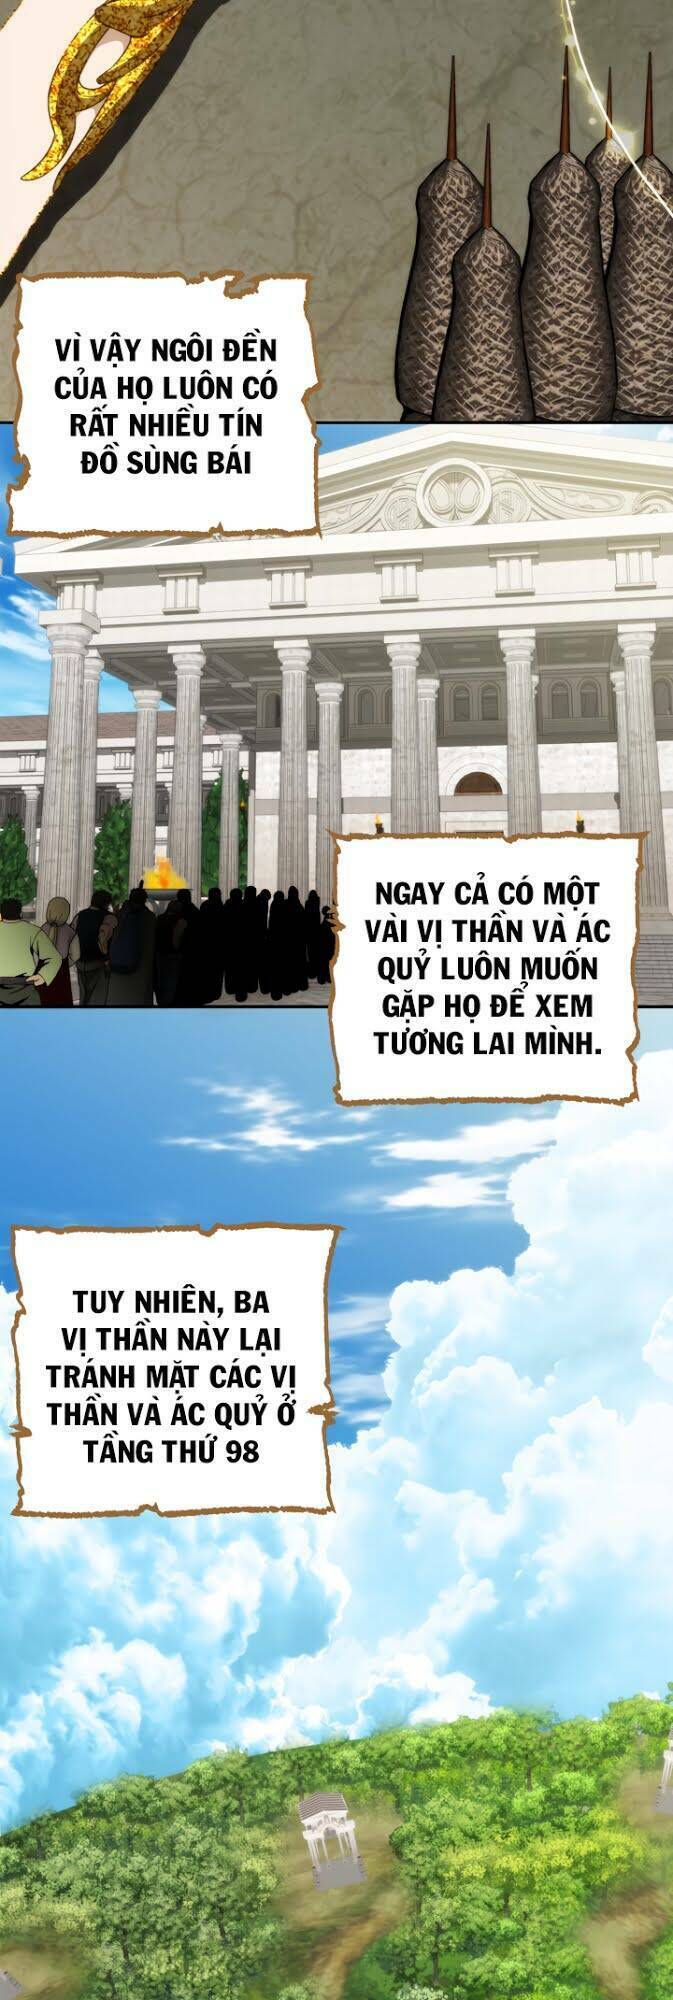 VÌ VẬY NGÔI ĐỀN
CỦA HỌ LUÔN CÓ
RẤT NHIỀU TÍN
ĐỒ SÙNG BÁI
NGAY CẢ CÓ MỘT
VÀI VỊ THẦN VÀ ÁC
QUỶ LUÔN MUỐN
GẶP HỌ ĐỂ XEM
TƯƠNG LAI MÌNH.
TUY NHIÊN, BA
VỊ THẦN NÀY LẠI
TRÁNH MẶT CÁC VỊ
THẦN VÀ ÁC QUỶ Ở
TẦNG THỨ 98